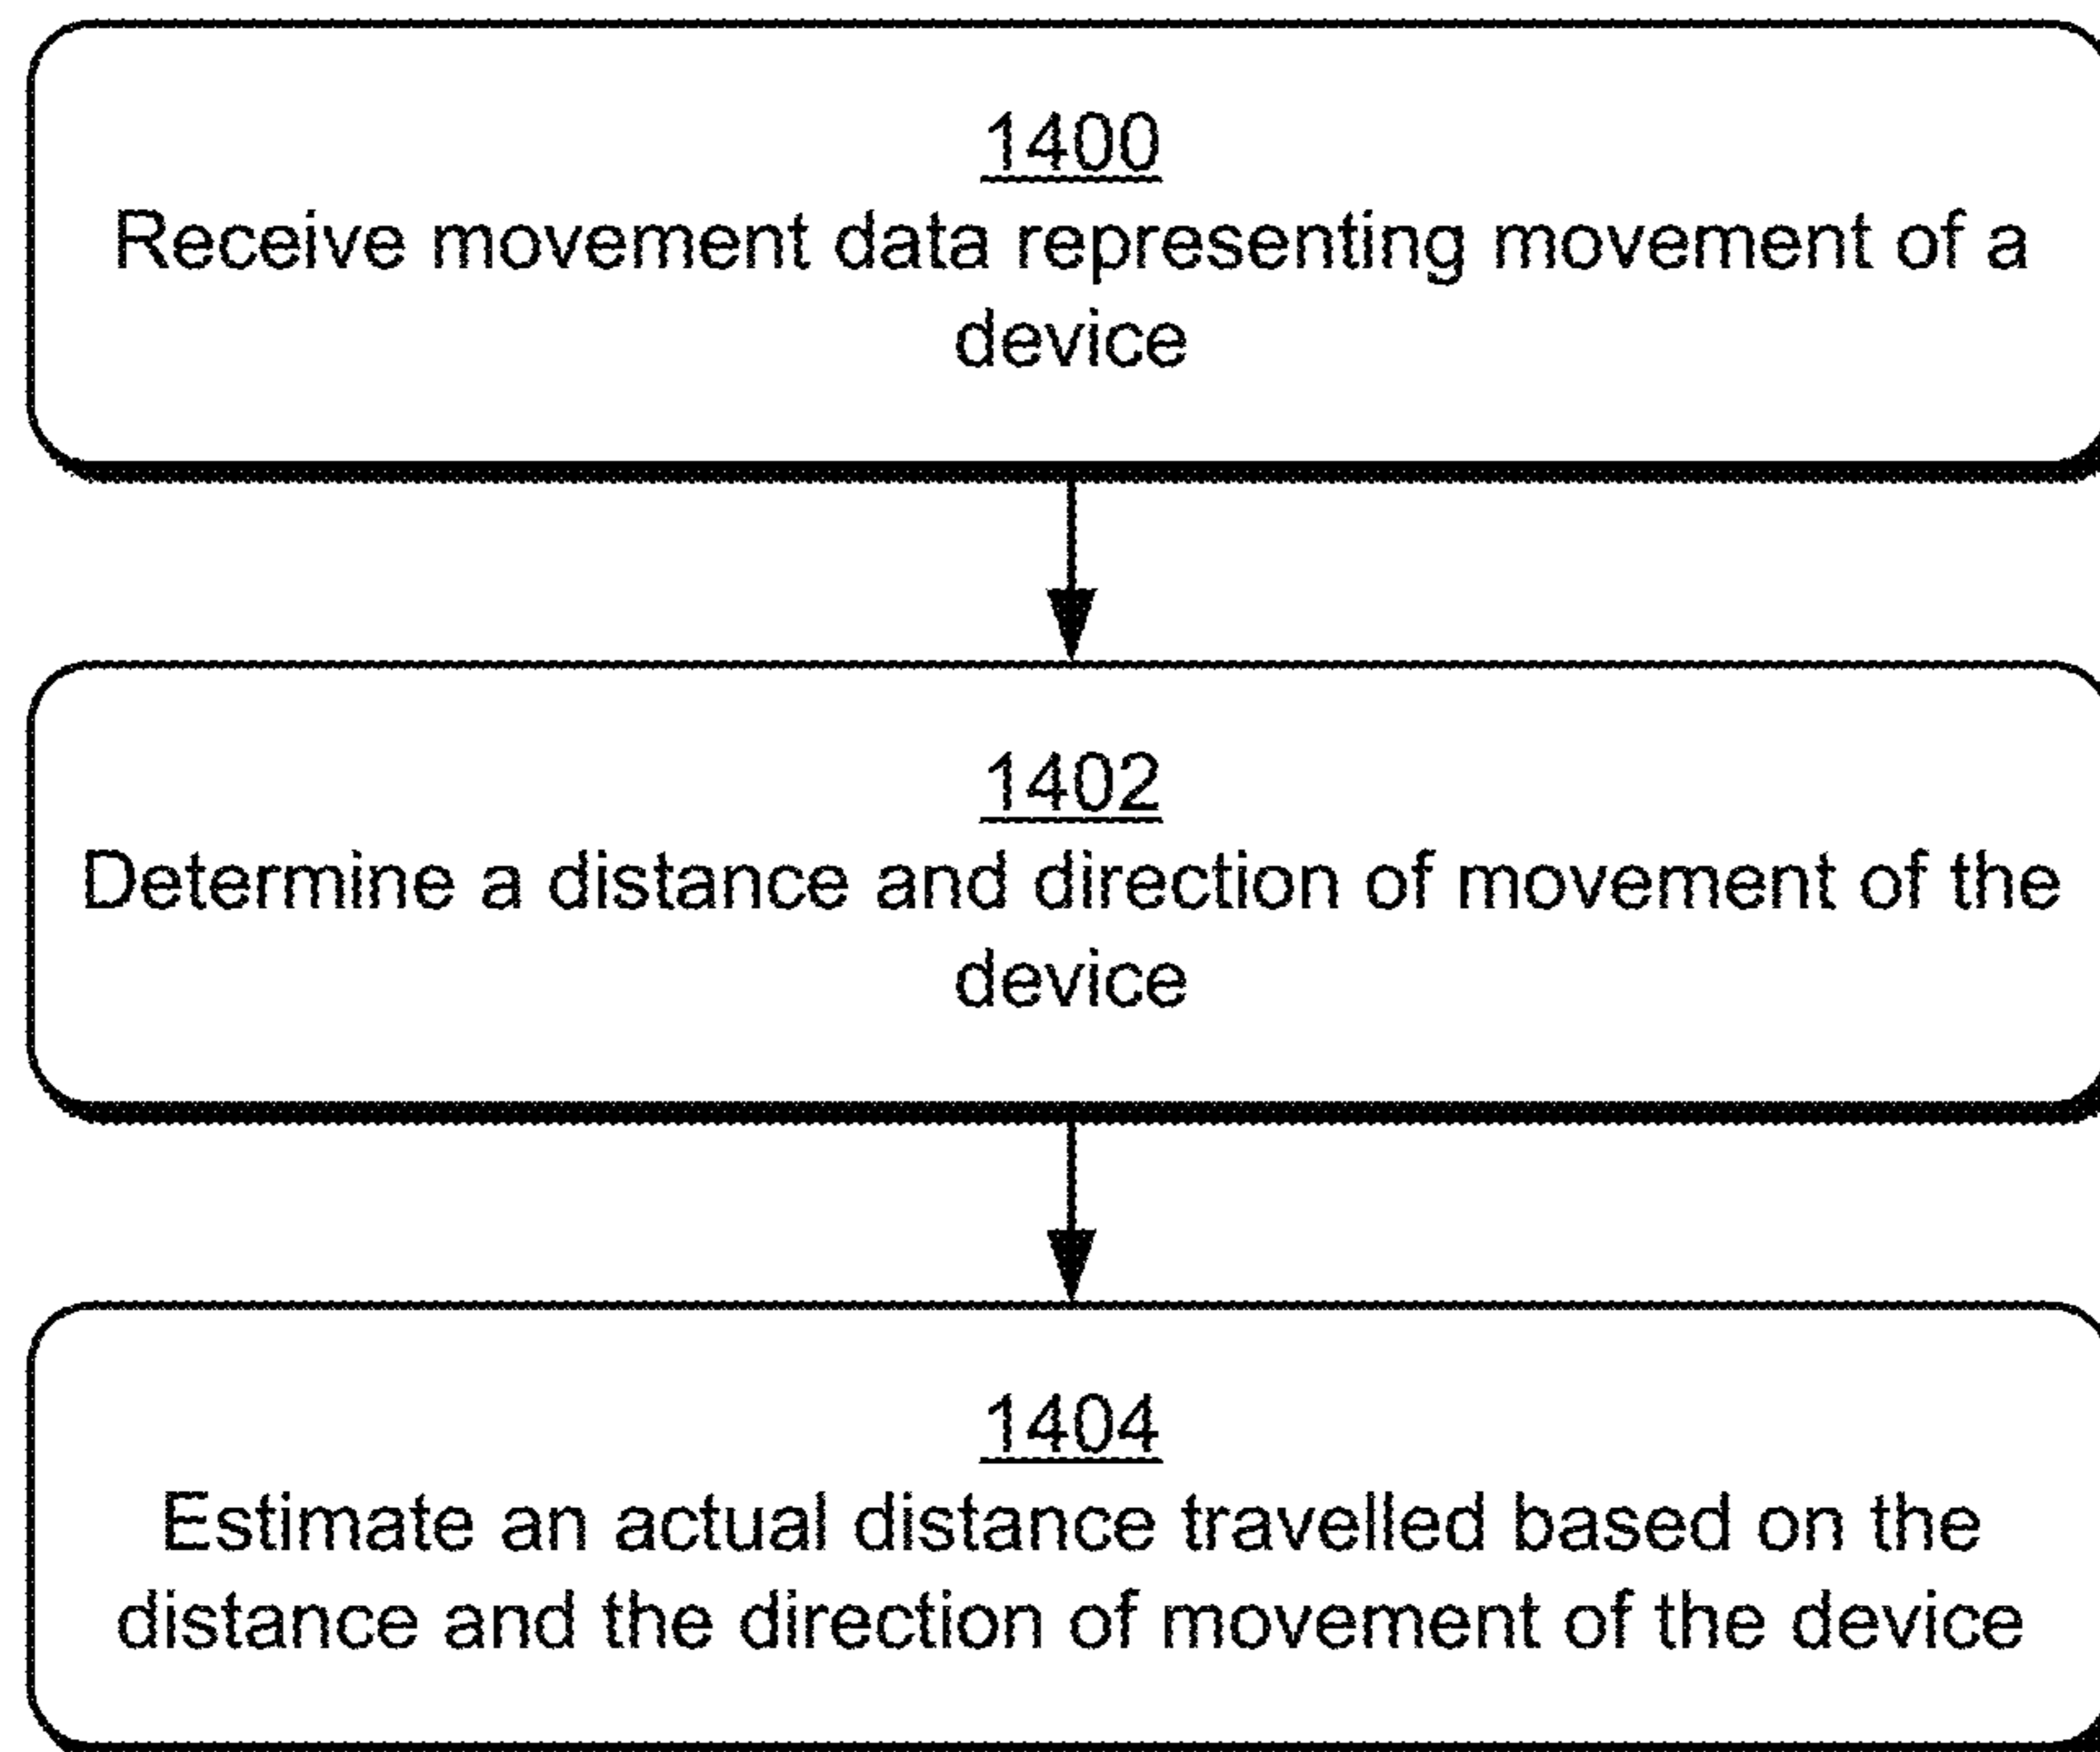 1400
Receive movement data representing movement of a
device
1402
Determine a distance and direction of movement of the
device
1404
Estimate an actual distance travelled based on the
distance and the direction of movement of the device